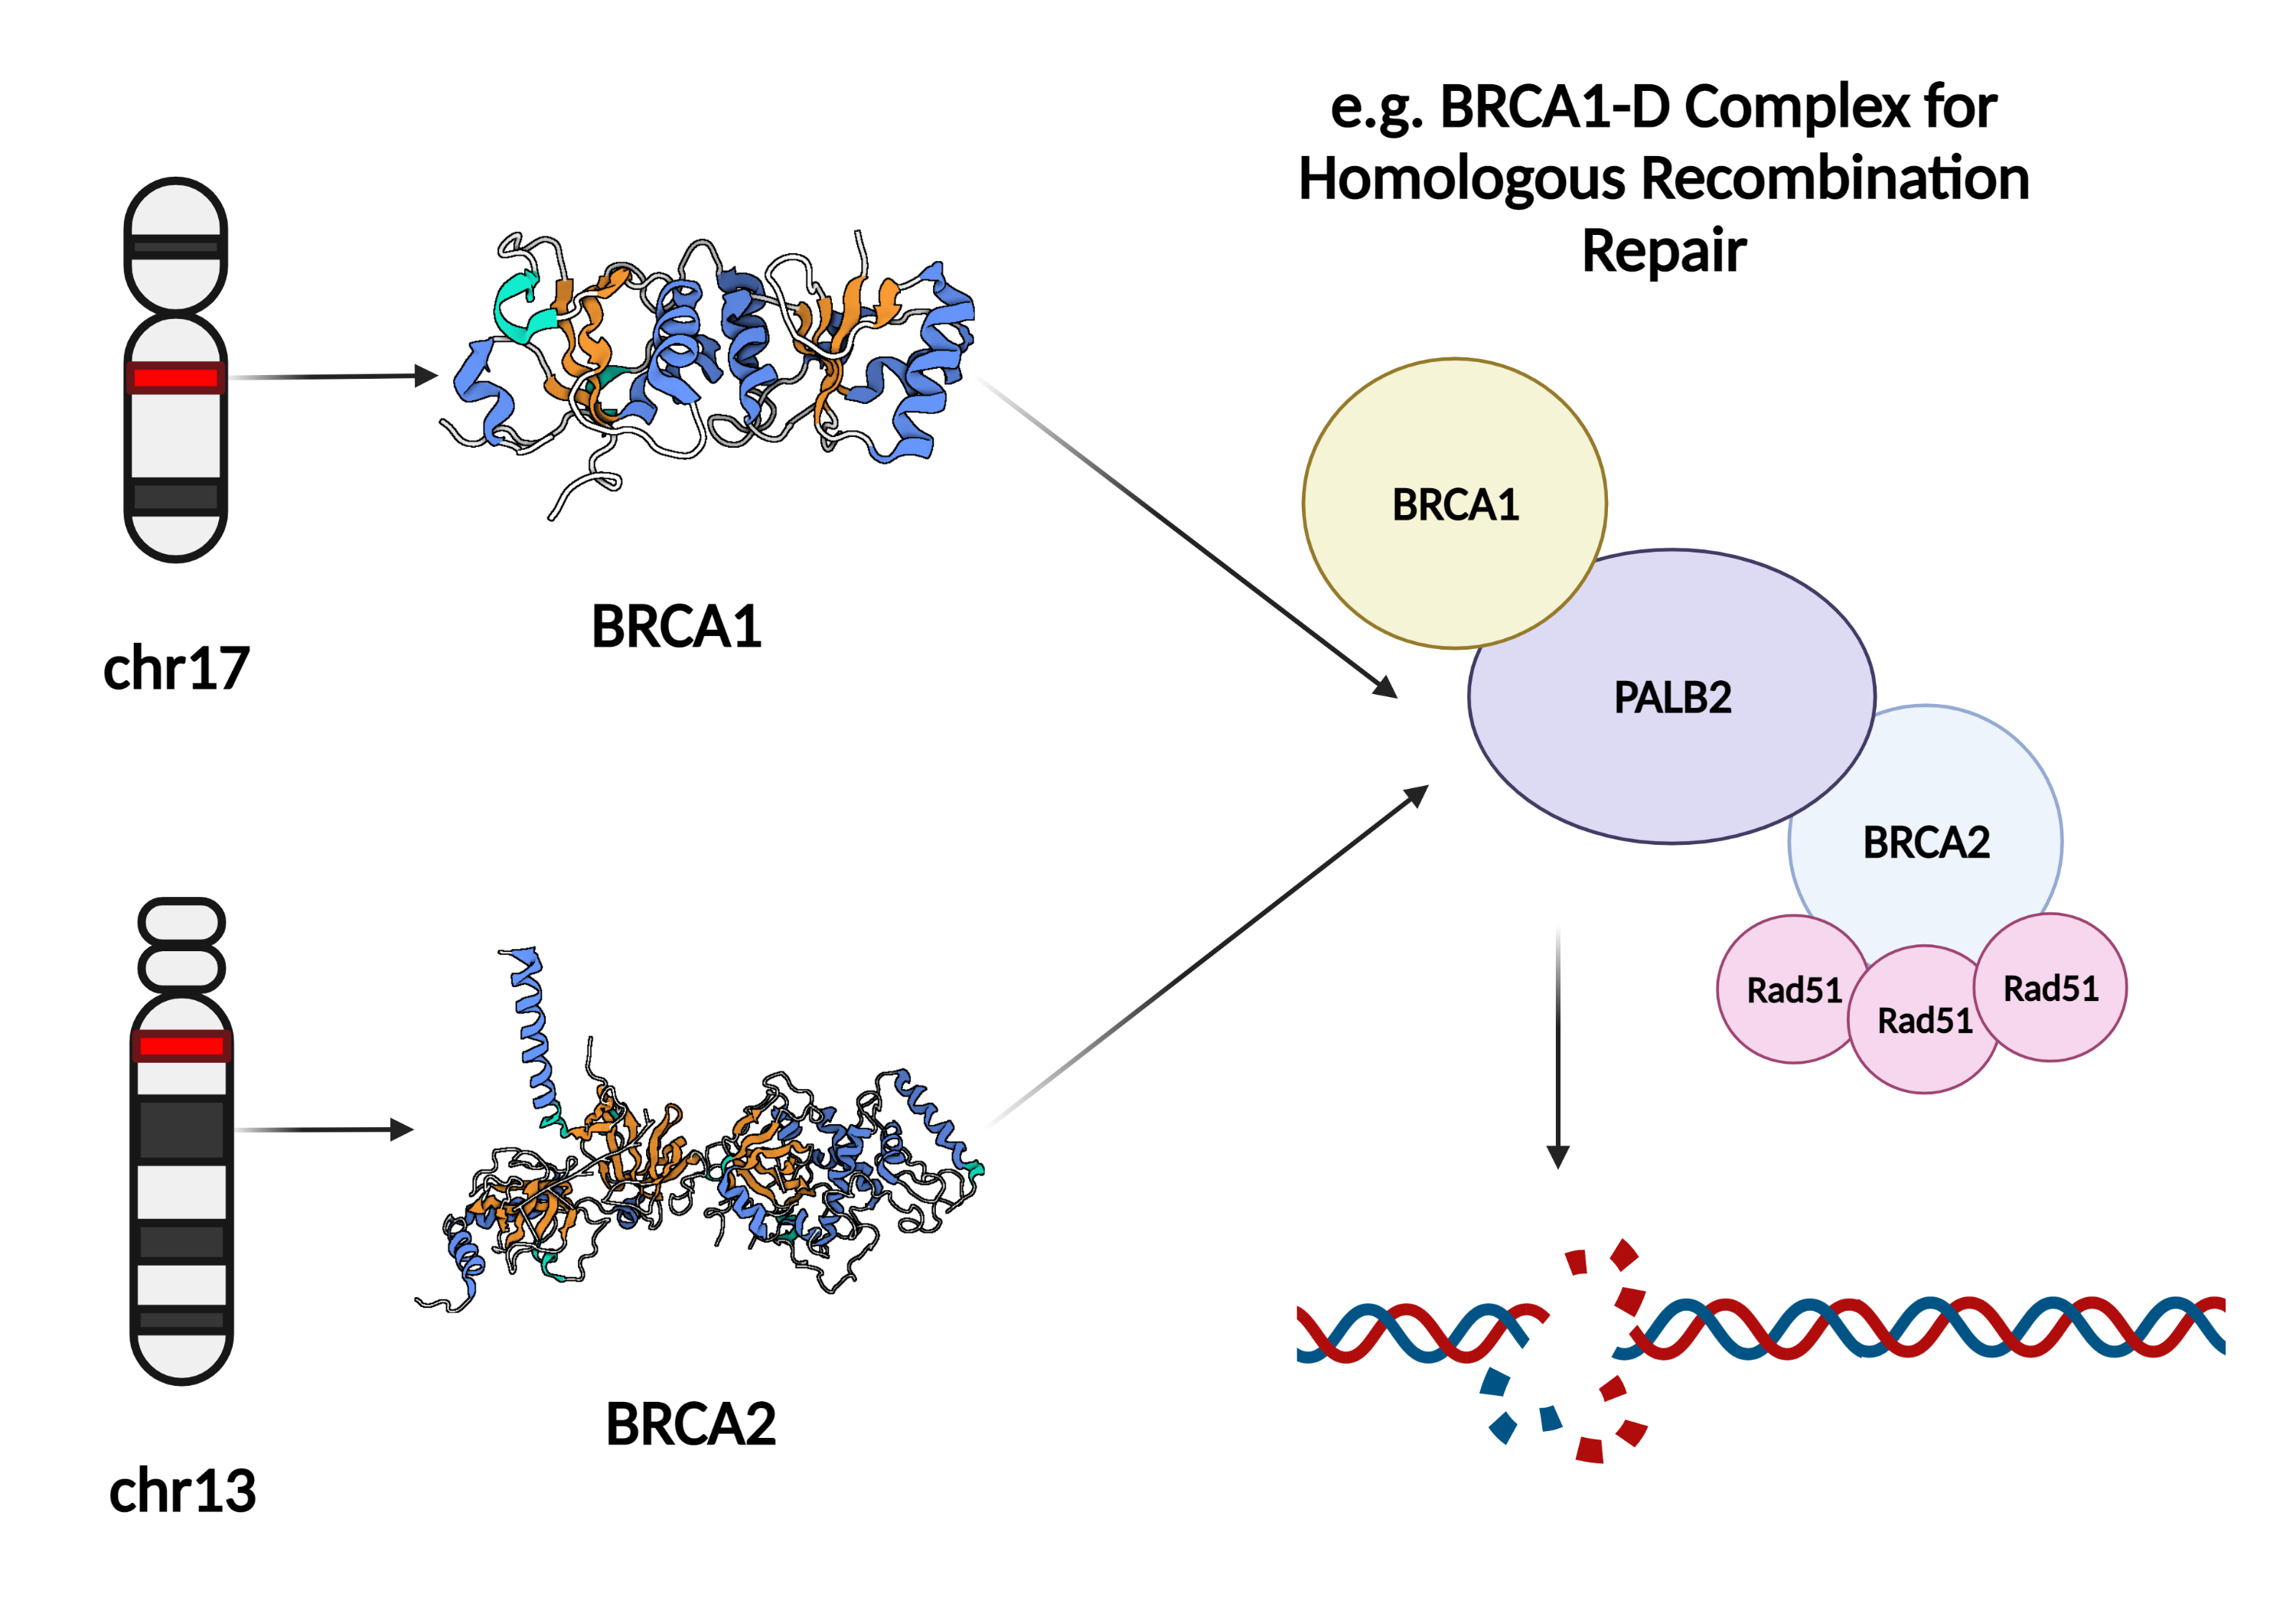 e.g. BRCA1-D Complex for
Homologous Recombination
Repair
BRCA1
chr17
BRCA1
PALB2
BRCA2
Rad51
Rad51
Rad51
BRCA2
chr13